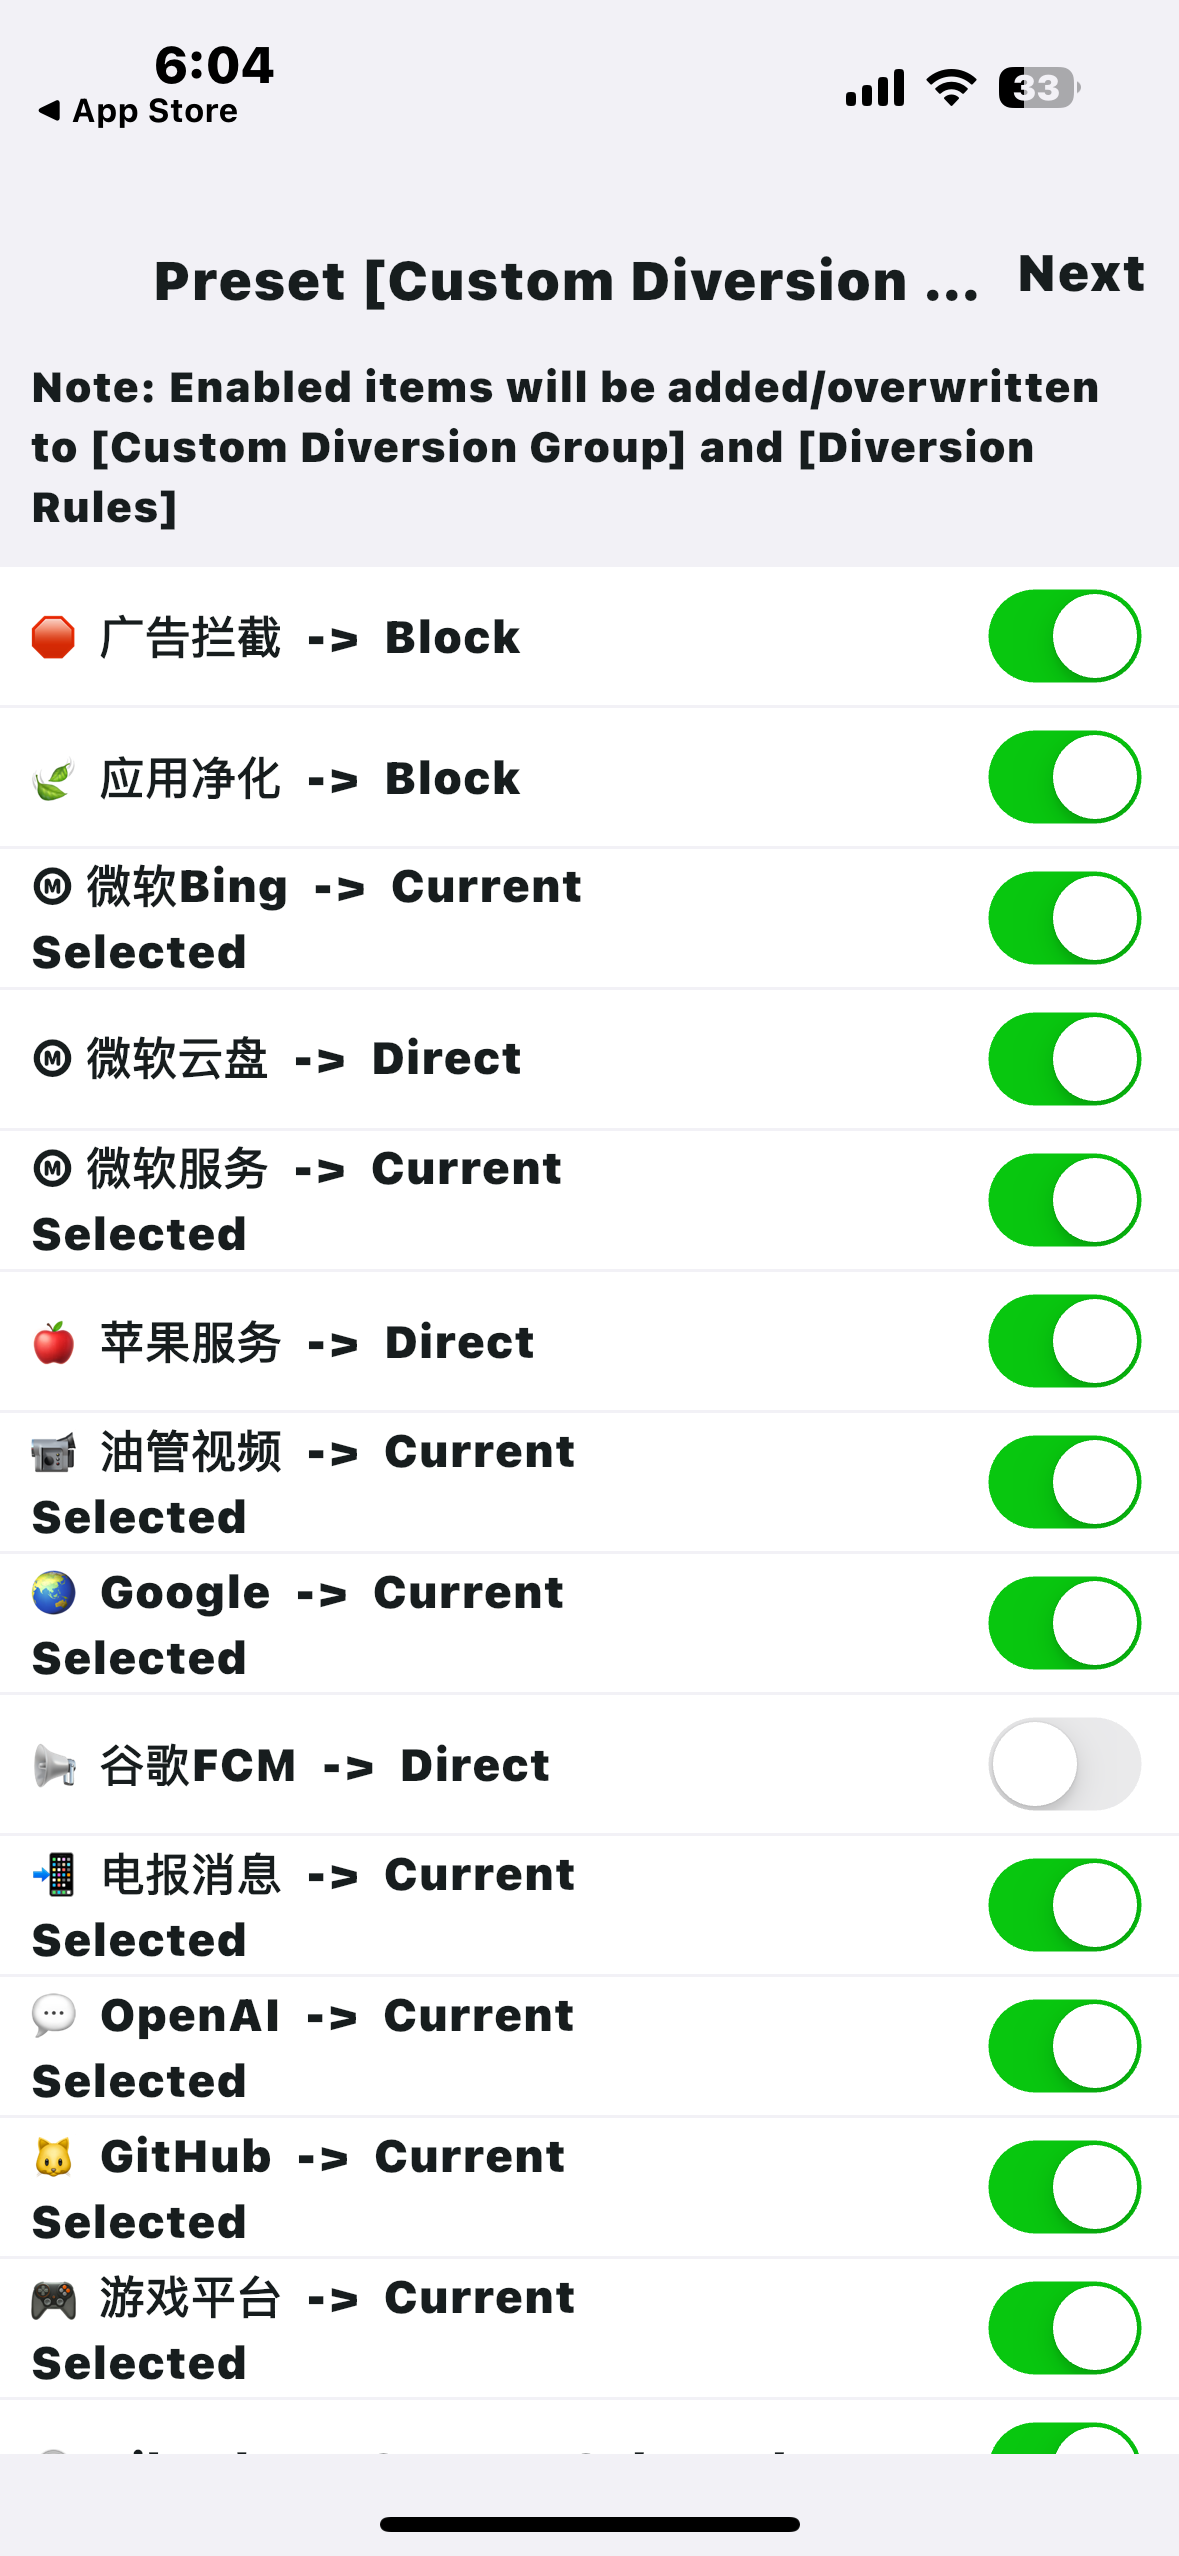 6:04
◀ App Store
33
Preset [Custom Diversion ...
Next
Note: Enabled items will be added/overwritten
to [Custom Diversion Group] and [Diversion
Rules]
🛑 广告拦截 -> Block
🍃 应用净化 -> Block
Ⓜ️ 微软Bing -> Current
Selected
Ⓜ️ 微软云盘 -> Direct
Ⓜ️ 微软服务 -> Current
Selected
🍎 苹果服务 -> Direct
📹 油管视频 -> Current
Selected
🌏 Google -> Current
Selected
📢 谷歌FCM -> Direct
📲 电报消息 -> Current
Selected
💬 OpenAI -> Current
Selected
🐱 GitHub -> Current
Selected
🎮 游戏平台 -> Current
Selected